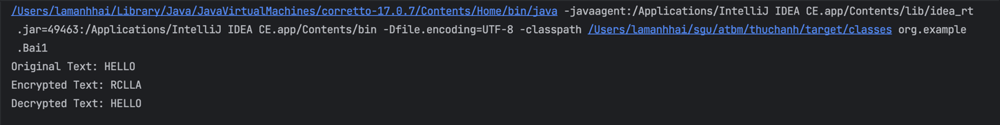 /Users/lamanhhai/Library/Java/JavaVirtualMachines/corretto-17.0.7/Contents/Home/bin/java -javaagent:/Applications/IntelliJ IDEA CE.app/Contents/lib/idea_rt
.jar=49463:/Applications/IntelliJ IDEA CE.app/Contents/bin -Dfile.encoding=UTF-8 -classpath /Users/lamanhhai/sgu/atbm/thuchanh/target/classes org.example
.Bai1
Original Text: HELLO
Encrypted Text: RCLLA
Decrypted Text: HELLO